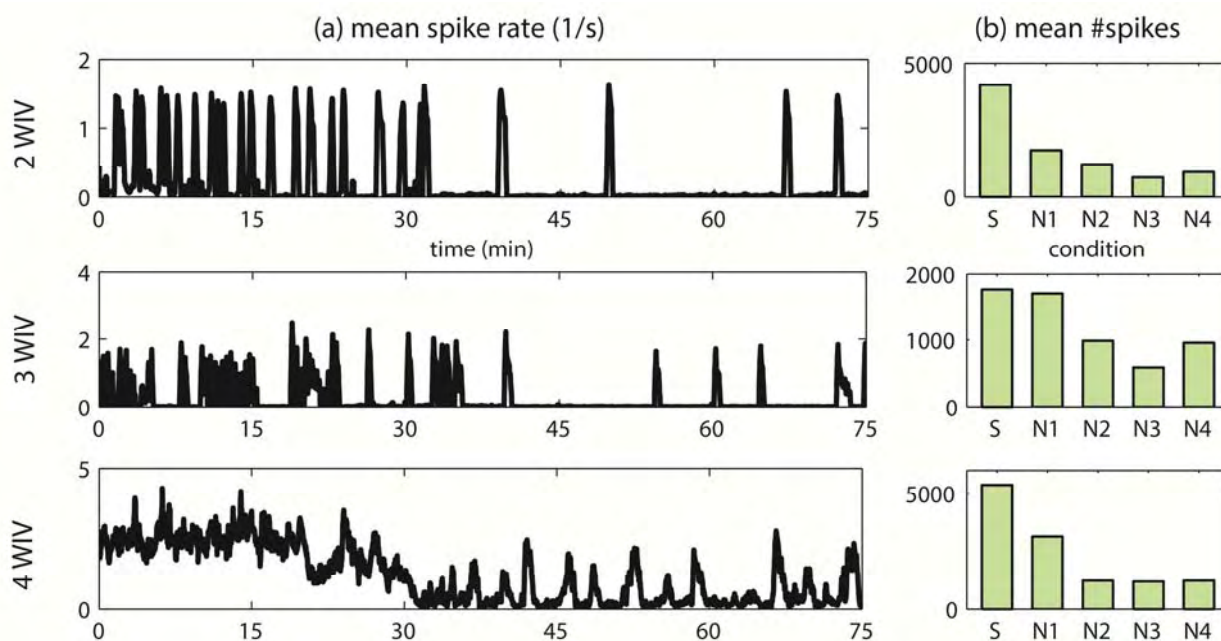 (a) mean spike rate (1/s)
(b) mean #spikes
2 WIV
2
1
0
0 15 30 45 60 75
time (min)
5000
0
S N1 N2 N3 N4
condition
3 WIV
4
2
0
0 15 30 45 60 75
2000
1000
0
S N1 N2 N3 N4
4 WIV
5
0
0 15 30 45 60 75
5000
0
S N1 N2 N3 N4